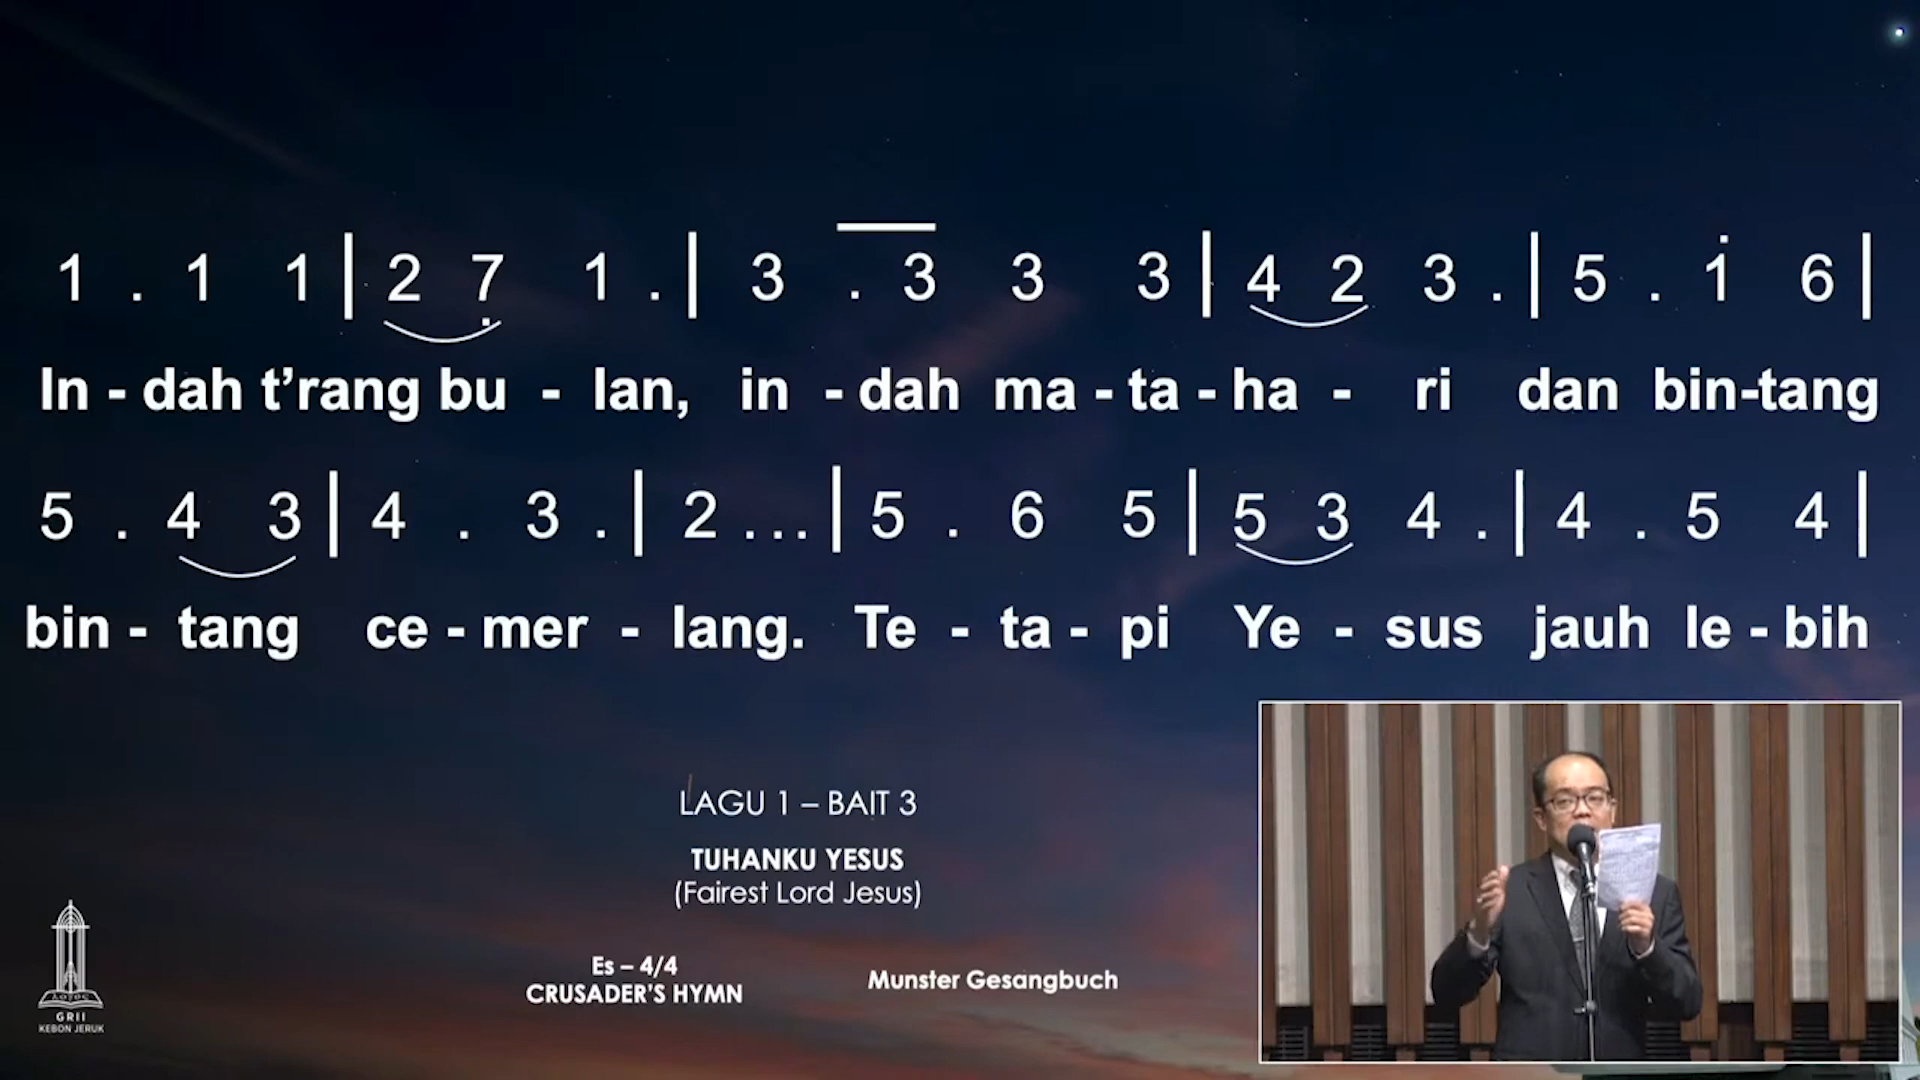 1 . 1 1 | 2 7̣ 1 . | 3 . 3̅ 3 3 | 4 2 3 . | 5 . 1̇ 6 |
In - dah t’rang bu - lan, in - dah ma - ta - ha - ri dan bin-tang
5 . 4 3 | 4 . 3 . | 2 . . . | 5 . 6 5 | 5 3 4 . | 4 . 5 4 |
bin - tang ce - mer - lang. Te - ta - pi Ye - sus jauh le - bih
LAGU 1 – BAIT 3
TUHANKU YESUS
(Fairest Lord Jesus)
Es – 4/4
CRUSADER’S HYMN
Munster Gesangbuch
ΛΟΓΟΣ
GRII
KEBON JERUK